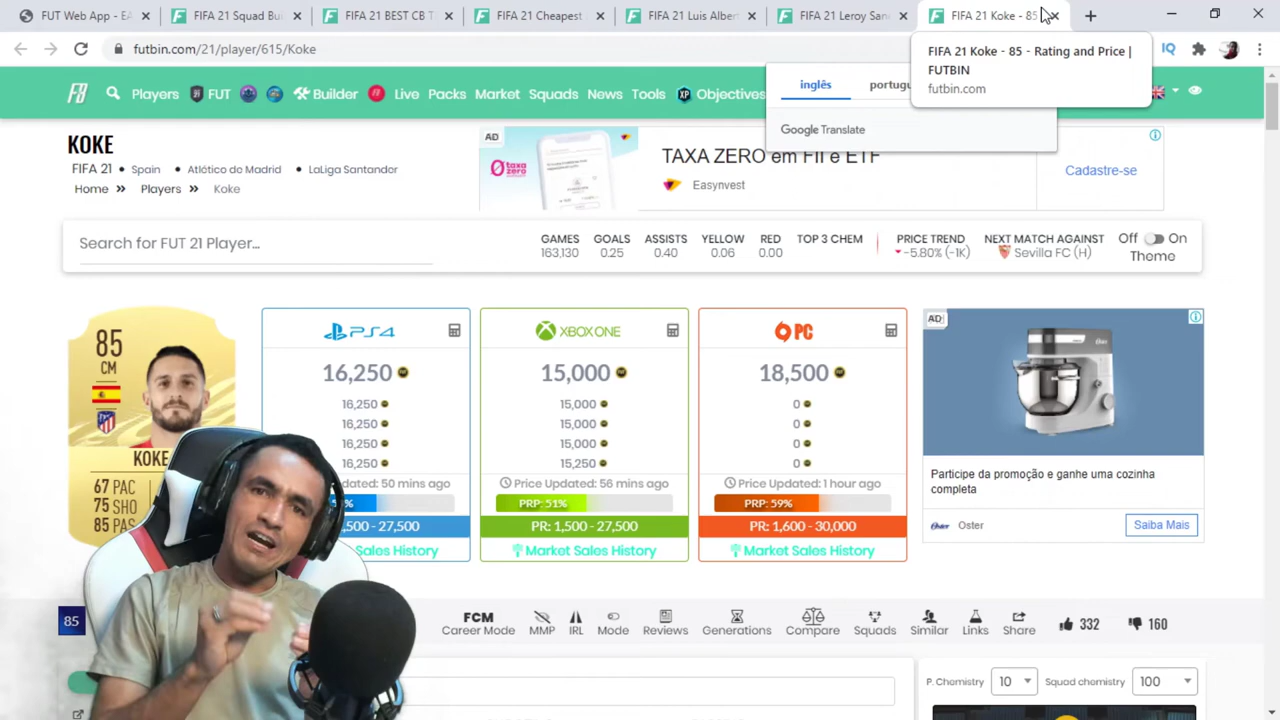 FUT Web App - EA
FIFA 21 Squad Bui
FIFA 21 BEST CB T
FIFA 21 Cheapest
FIFA 21 Luis Albert
FIFA 21 Leroy San
FIFA 21 Koke - 85
futbin.com/21/player/615/Koke
IQ
FIFA 21 Koke - 85 - Rating and Price |
FUTBIN
futbin.com
F8 Players FUT Builder Live Packs Market Squads News Tools XP Objectives
inglês portugu
Google Translate
KOKE
FIFA 21 • Spain • Atlético de Madrid • LaLiga Santander
Home » Players » Koke
AD
TAXA ZERO
TAXA ZERO em FII e ETF
Easynvest
Cadastre-se
Search for FUT 21 Player...
GAMES GOALS ASSISTS YELLOW RED TOP 3 CHEM PRICE TREND NEXT MATCH AGAINST Off On
163,130 0.25 0.40 0.06 0.00 -5.80% (-1K) Sevilla FC (H) Theme
85
CM
KOKE
67 PAC
75 SHO
85 PAS
PS4
16,250
16,250
16,250
16,250
16,250
dated: 50 mins ago
,500 - 27,500
Sales History
XBOX ONE
15,000
15,000
15,000
15,000
15,250
Price Updated: 56 mins ago
PRP: 51%
PR: 1,500 - 27,500
Market Sales History
PC
18,500
0
0
0
0
Price Updated: 1 hour ago
PRP: 59%
PR: 1,600 - 30,000
Market Sales History
AD
Participe da promoção e ganhe uma cozinha
completa
Oster Oster Saiba Mais
85
FCM
Career Mode MMP IRL Mode Reviews Generations Compare Squads Similar Links Share 332 160
P. Chemistry 10 Squad chemistry 100